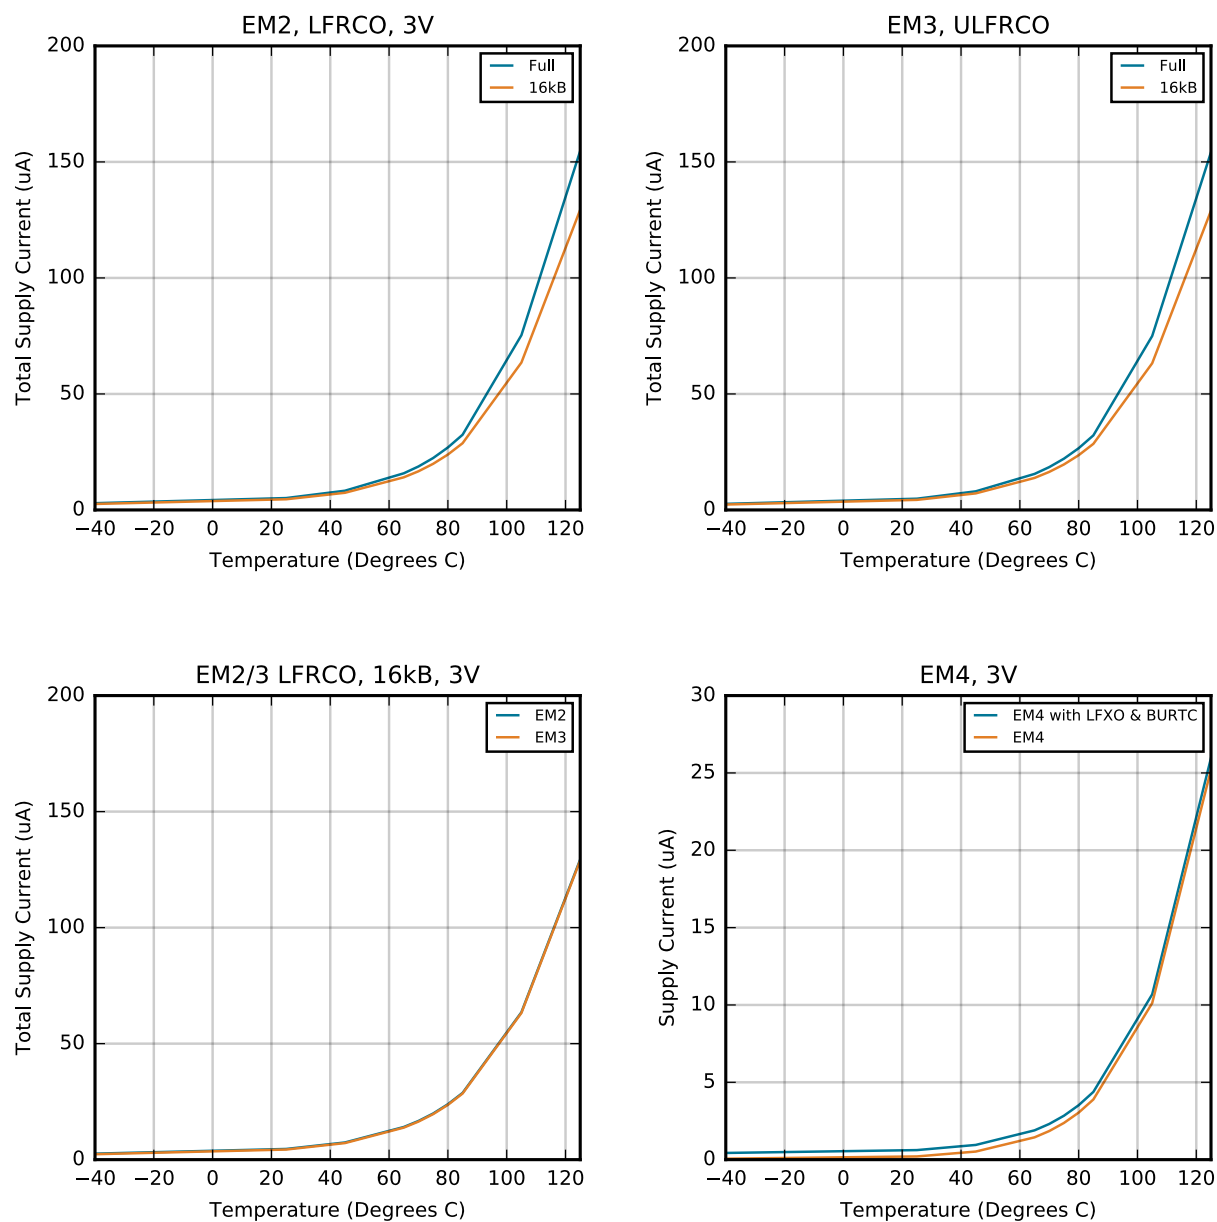 EM2, LFRCO, 3V
200
150
100
50
0
Total Supply Current (uA)
Full
16kB
−40 −20 0 20 40 60 80 100 120
Temperature (Degrees C)
EM3, ULFRCO
200
150
100
50
0
Total Supply Current (uA)
Full
16kB
−40 −20 0 20 40 60 80 100 120
Temperature (Degrees C)
EM2/3 LFRCO, 16kB, 3V
200
150
100
50
0
Total Supply Current (uA)
EM2
EM3
−40 −20 0 20 40 60 80 100 120
Temperature (Degrees C)
EM4, 3V
30
25
20
15
10
5
0
Supply Current (uA)
EM4 with LFXO & BURTC
EM4
−40 −20 0 20 40 60 80 100 120
Temperature (Degrees C)